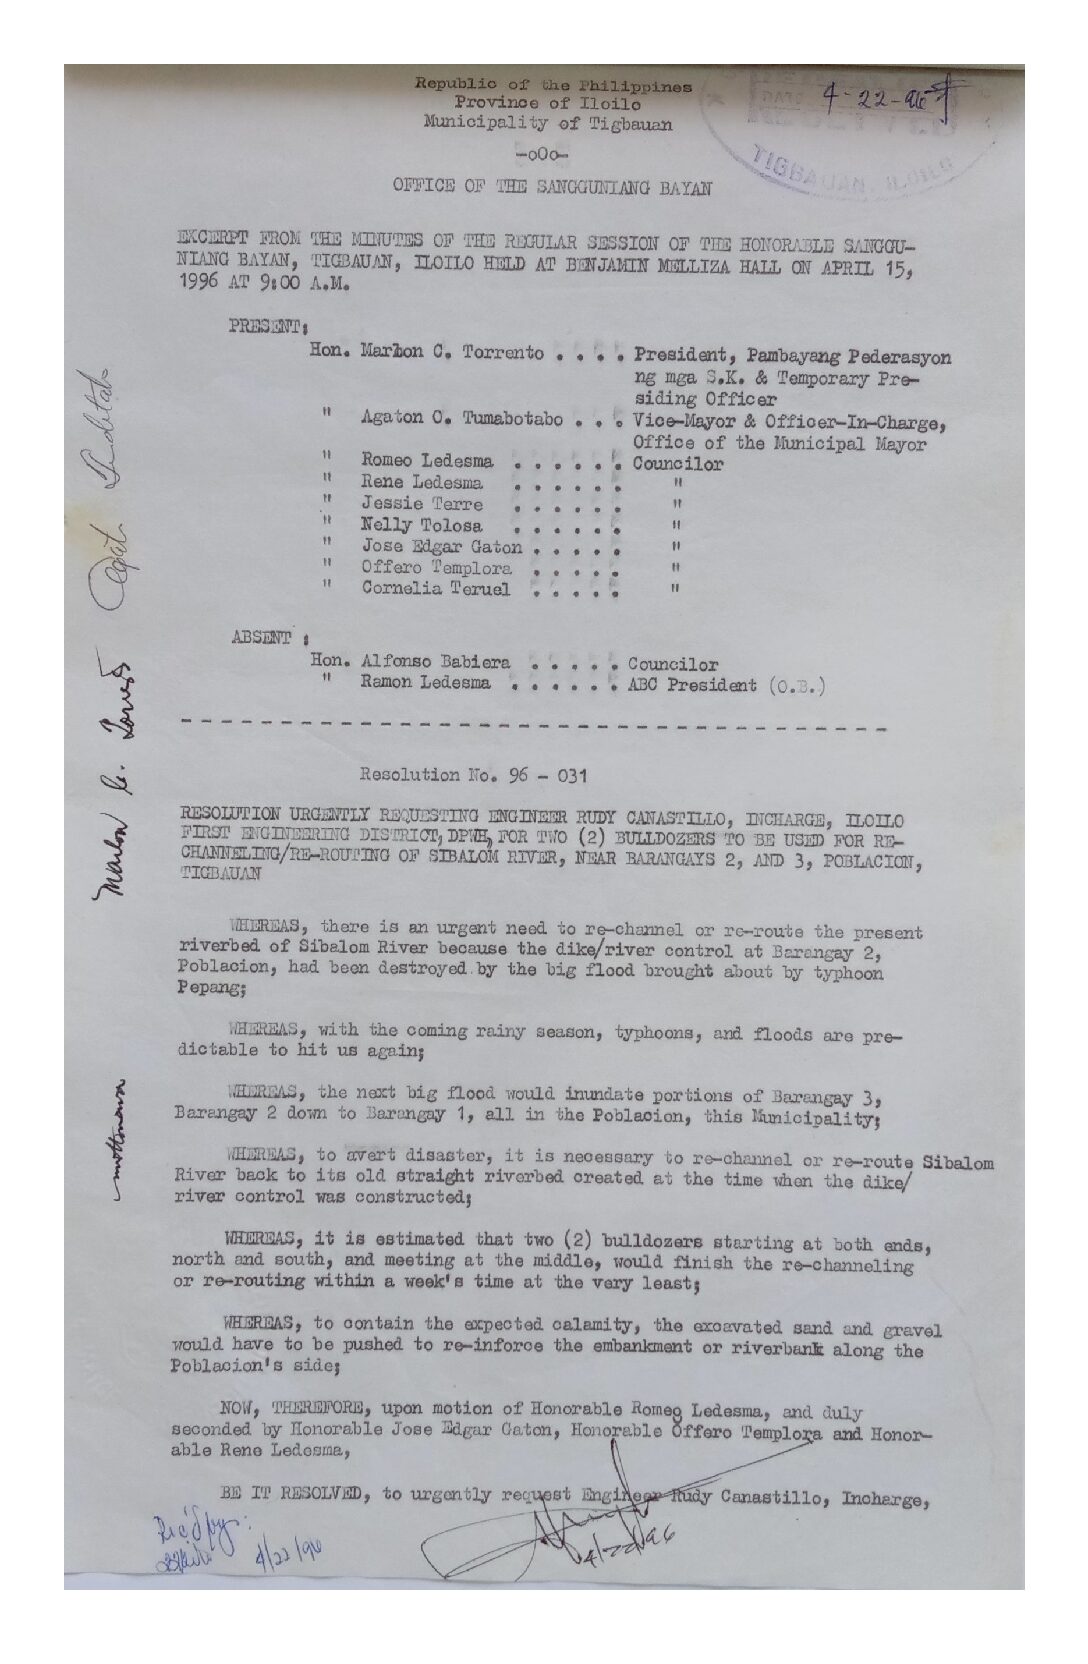 Republic of the Philippines
Province of Iloilo
Municipality of Tigbauan
-oOo-
4-22-96
TIGBAUAN, ILOILO
OFFICE OF THE SANGGUNIANG BAYAN
EXCERPT FROM THE MINUTES OF THE REGULAR SESSION OF THE HONORABLE SANGGU-
NIANG BAYAN, TIGBAUAN, ILOILO HELD AT BENJAMIN MELLIZA HALL ON APRIL 15,
1996 AT 9:00 A.M.
PRESENT:
Hon. Marlon C. Torrento . . . . President, Pambayang Pederasyon
ng mga S.K. & Temporary Pre-
siding Officer
" Agaton C. Tumabotabo . . . Vice-Mayor & Officer-In-Charge,
Office of the Municipal Mayor
" Romeo Ledesma . . . . . . Councilor
" Rene Ledesma . . . . . . "
" Jessie Terre . . . . . . "
" Nelly Tolosa . . . . . . "
" Jose Edgar Gaton . . . . . "
" Offero Templora . . . . . "
" Cornelia Teruel . . . . . "
ABSENT :
Hon. Alfonso Babiera . . . . . Councilor
" Ramon Ledesma . . . . . . ABC President (O.B.)
Resolution No. 96 - 031
RESOLUTION URGENTLY REQUESTING ENGINEER RUDY CANASTILLO, INCHARGE, ILOILO
FIRST ENGINEERING DISTRICT, DPWH, FOR TWO (2) BULLDOZERS TO BE USED FOR RE-
CHANNELING/RE-ROUTING OF SIBALOM RIVER, NEAR BARANGAYS 2, AND 3, POBLACION,
TIGBAUAN
WHEREAS, there is an urgent need to re-channel or re-route the present
riverbed of Sibalom River because the dike/river control at Barangay 2,
Poblacion, had been destroyed by the big flood brought about by typhoon
Pepang;
WHEREAS, with the coming rainy season, typhoons, and floods are pre-
dictable to hit us again;
WHEREAS, the next big flood would inundate portions of Barangay 3,
Barangay 2 down to Barangay 1, all in the Poblacion, this Municipality;
WHEREAS, to avert disaster, it is necessary to re-channel or re-route Sibalom
River back to its old straight riverbed created at the time when the dike/
river control was constructed;
WHEREAS, it is estimated that two (2) bulldozers starting at both ends,
north and south, and meeting at the middle, would finish the re-channeling
or re-routing within a week's time at the very least;
WHEREAS, to contain the expected calamity, the excavated sand and gravel
would have to be pushed to re-inforce the embankment or riverbank along the
Poblacion's side;
NOW, THEREFORE, upon motion of Honorable Romeo Ledesma, and duly
seconded by Honorable Jose Edgar Gaton, Honorable Offero Templora and Honor-
able Rene Ledesma,
BE IT RESOLVED, to urgently request Engineer Rudy Canastillo, Incharge,
Rec'd by:
4/22/96
4/22/96
Marlon C.